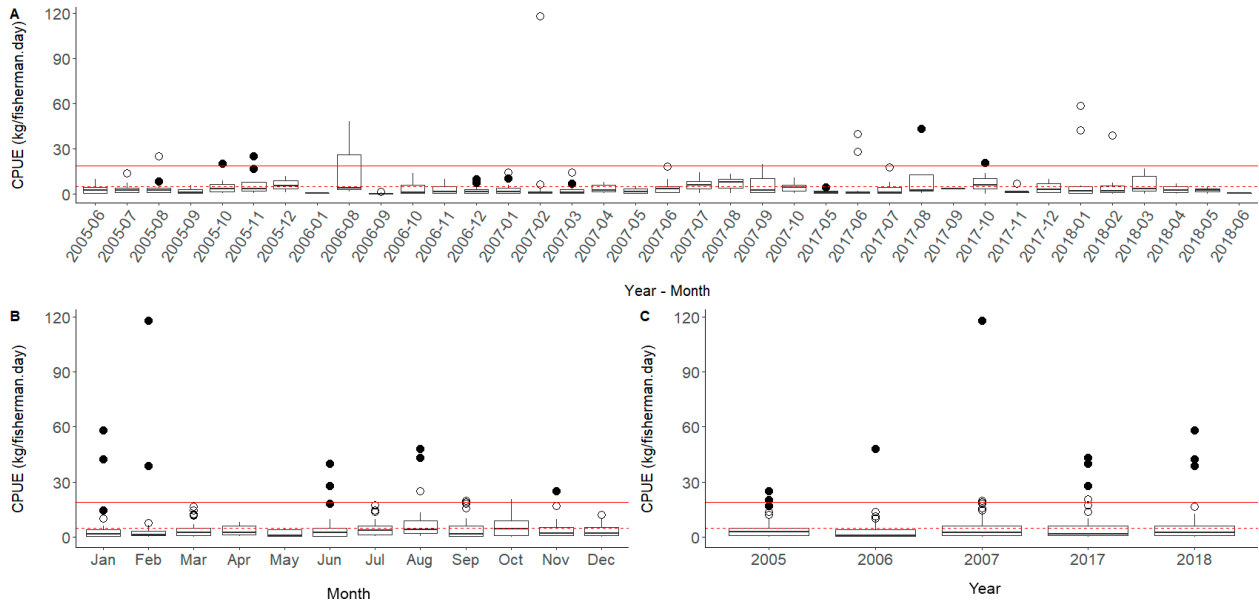 A
CPUE (kg/fisherman.day)
120
90
60
30
0
2005-06 2005-07 2005-08 2005-09 2005-10 2005-11 2005-12 2006-01 2006-08 2006-09 2006-10 2006-11 2006-12 2007-01 2007-02 2007-03 2007-04 2007-05 2007-06 2007-07 2007-08 2007-09 2007-10 2017-05 2017-06 2017-07 2017-08 2017-09 2017-10 2017-11 2017-12 2018-01 2018-02 2018-03 2018-04 2018-05 2018-06
Year - Month
B
CPUE (kg/fisherman.day)
120
90
60
30
0
Jan Feb Mar Apr May Jun Jul Aug Sep Oct Nov Dec
Month
C
CPUE (kg/fisherman.day)
120
90
60
30
0
2005 2006 2007 2017 2018
Year